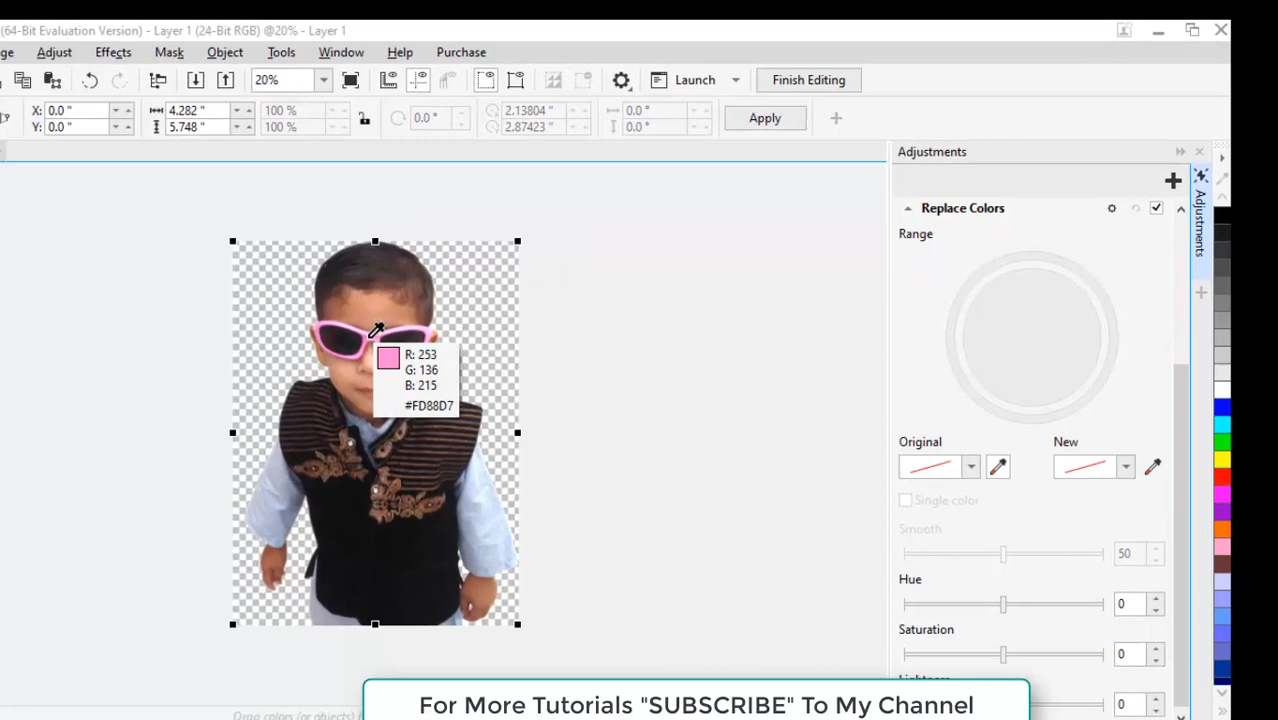 (64-Bit Evaluation Version) - Layer 1 (24-Bit RGB) @20% - Layer 1
ge Adjust Effects Mask Object Tools Window Help Purchase
20% Launch Finish Editing
X: 0.0 " 4.282 " 100 % 0.0 ° 2.13804 " 0.0 ° Apply
Y: 0.0 " 5.748 " 100 % 2.87423 " 0.0 °
Adjustments
Replace Colors
Adjustments
Range
R: 253
G: 136
B: 215
#FD88D7
Original New
Single color
Smooth
50
Hue
0
Saturation
0
Lightness
0
For More Tutorials "SUBSCRIBE" To My Channel
Drag colors (or objects)